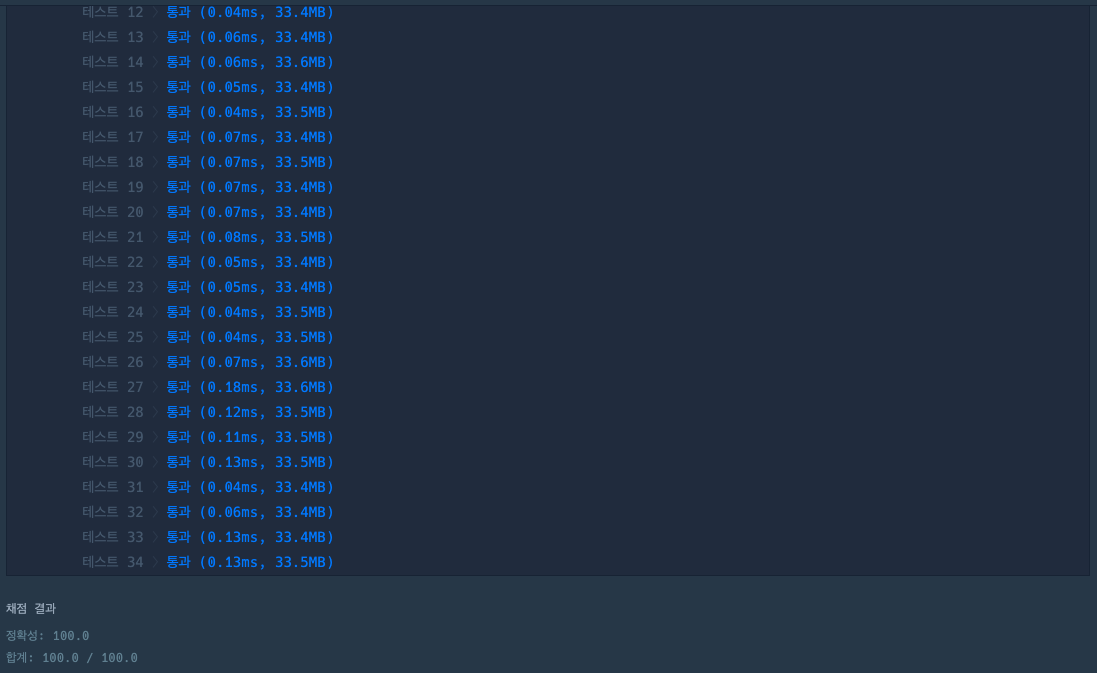 테스트 12 > 통과 (0.04ms, 33.4MB)
테스트 13 > 통과 (0.06ms, 33.4MB)
테스트 14 > 통과 (0.06ms, 33.6MB)
테스트 15 > 통과 (0.05ms, 33.4MB)
테스트 16 > 통과 (0.04ms, 33.5MB)
테스트 17 > 통과 (0.07ms, 33.4MB)
테스트 18 > 통과 (0.07ms, 33.5MB)
테스트 19 > 통과 (0.07ms, 33.4MB)
테스트 20 > 통과 (0.07ms, 33.4MB)
테스트 21 > 통과 (0.08ms, 33.5MB)
테스트 22 > 통과 (0.05ms, 33.4MB)
테스트 23 > 통과 (0.05ms, 33.4MB)
테스트 24 > 통과 (0.04ms, 33.5MB)
테스트 25 > 통과 (0.04ms, 33.5MB)
테스트 26 > 통과 (0.07ms, 33.6MB)
테스트 27 > 통과 (0.18ms, 33.6MB)
테스트 28 > 통과 (0.12ms, 33.5MB)
테스트 29 > 통과 (0.11ms, 33.5MB)
테스트 30 > 통과 (0.13ms, 33.5MB)
테스트 31 > 통과 (0.04ms, 33.4MB)
테스트 32 > 통과 (0.06ms, 33.4MB)
테스트 33 > 통과 (0.13ms, 33.4MB)
테스트 34 > 통과 (0.13ms, 33.5MB)
채점 결과
정확성: 100.0
합계: 100.0 / 100.0